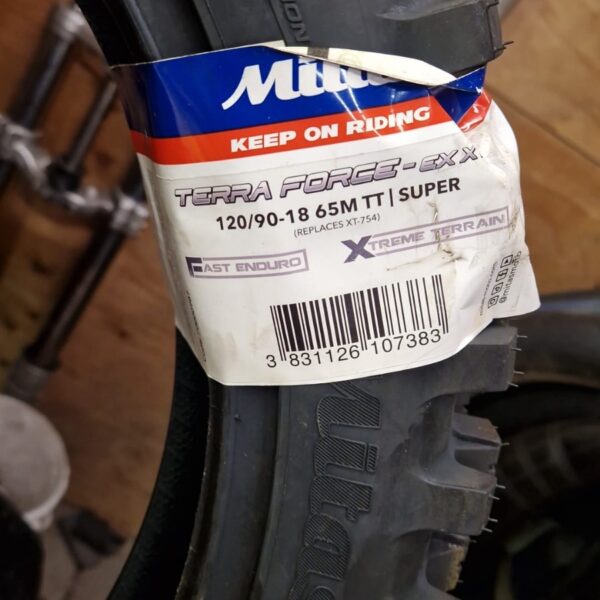 KEEP ON RIDING
TERRA FORCE-EX X
120/90-18 65M TT | SUPER
(REPLACES XT-754)
FAST ENDURO
XTREME TERRAIN
3 831126 107383
Mitas